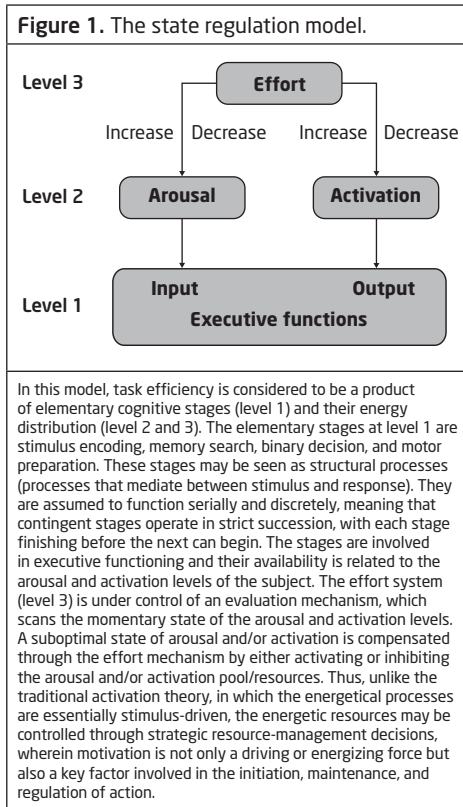 Figure 1. The state regulation model.
Level 3 Effort
Increase Decrease Increase Decrease
Level 2 Arousal Activation
Input Output
Level 1
Executive functions
In this model, task efficiency is considered to be a product
of elementary cognitive stages (level 1) and their energy
distribution (level 2 and 3). The elementary stages at level 1 are
stimulus encoding, memory search, binary decision, and motor
preparation. These stages may be seen as structural processes
(processes that mediate between stimulus and response). They
are assumed to function serially and discretely, meaning that
contingent stages operate in strict succession, with each stage
finishing before the next can begin. The stages are involved
in executive functioning and their availability is related to the
arousal and activation levels of the subject. The effort system
(level 3) is under control of an evaluation mechanism, which
scans the momentary state of the arousal and activation levels.
A suboptimal state of arousal and/or activation is compensated
through the effort mechanism by either activating or inhibiting
the arousal and/or activation pool/resources. Thus, unlike the
traditional activation theory, in which the energetical processes
are essentially stimulus-driven, the energetic resources may be
controlled through strategic resource-management decisions,
wherein motivation is not only a driving or energizing force but
also a key factor involved in the initiation, maintenance, and
regulation of action.